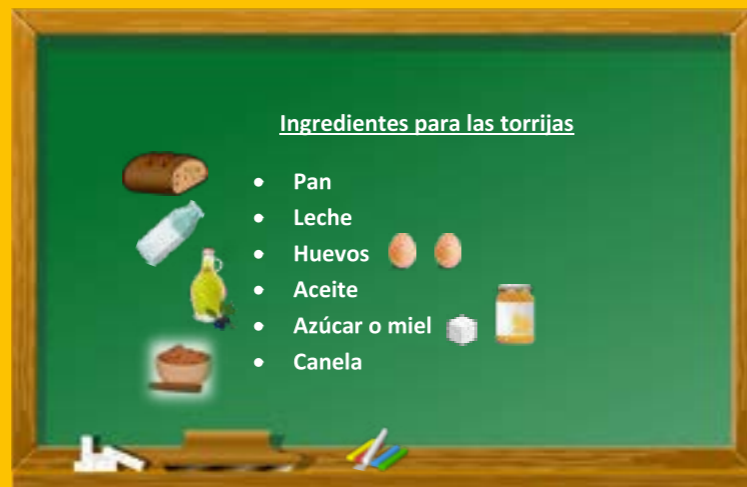 Ingredientes para las torrijas
• Pan
• Leche
• Huevos
• Aceite
• Azúcar o miel
• Canela